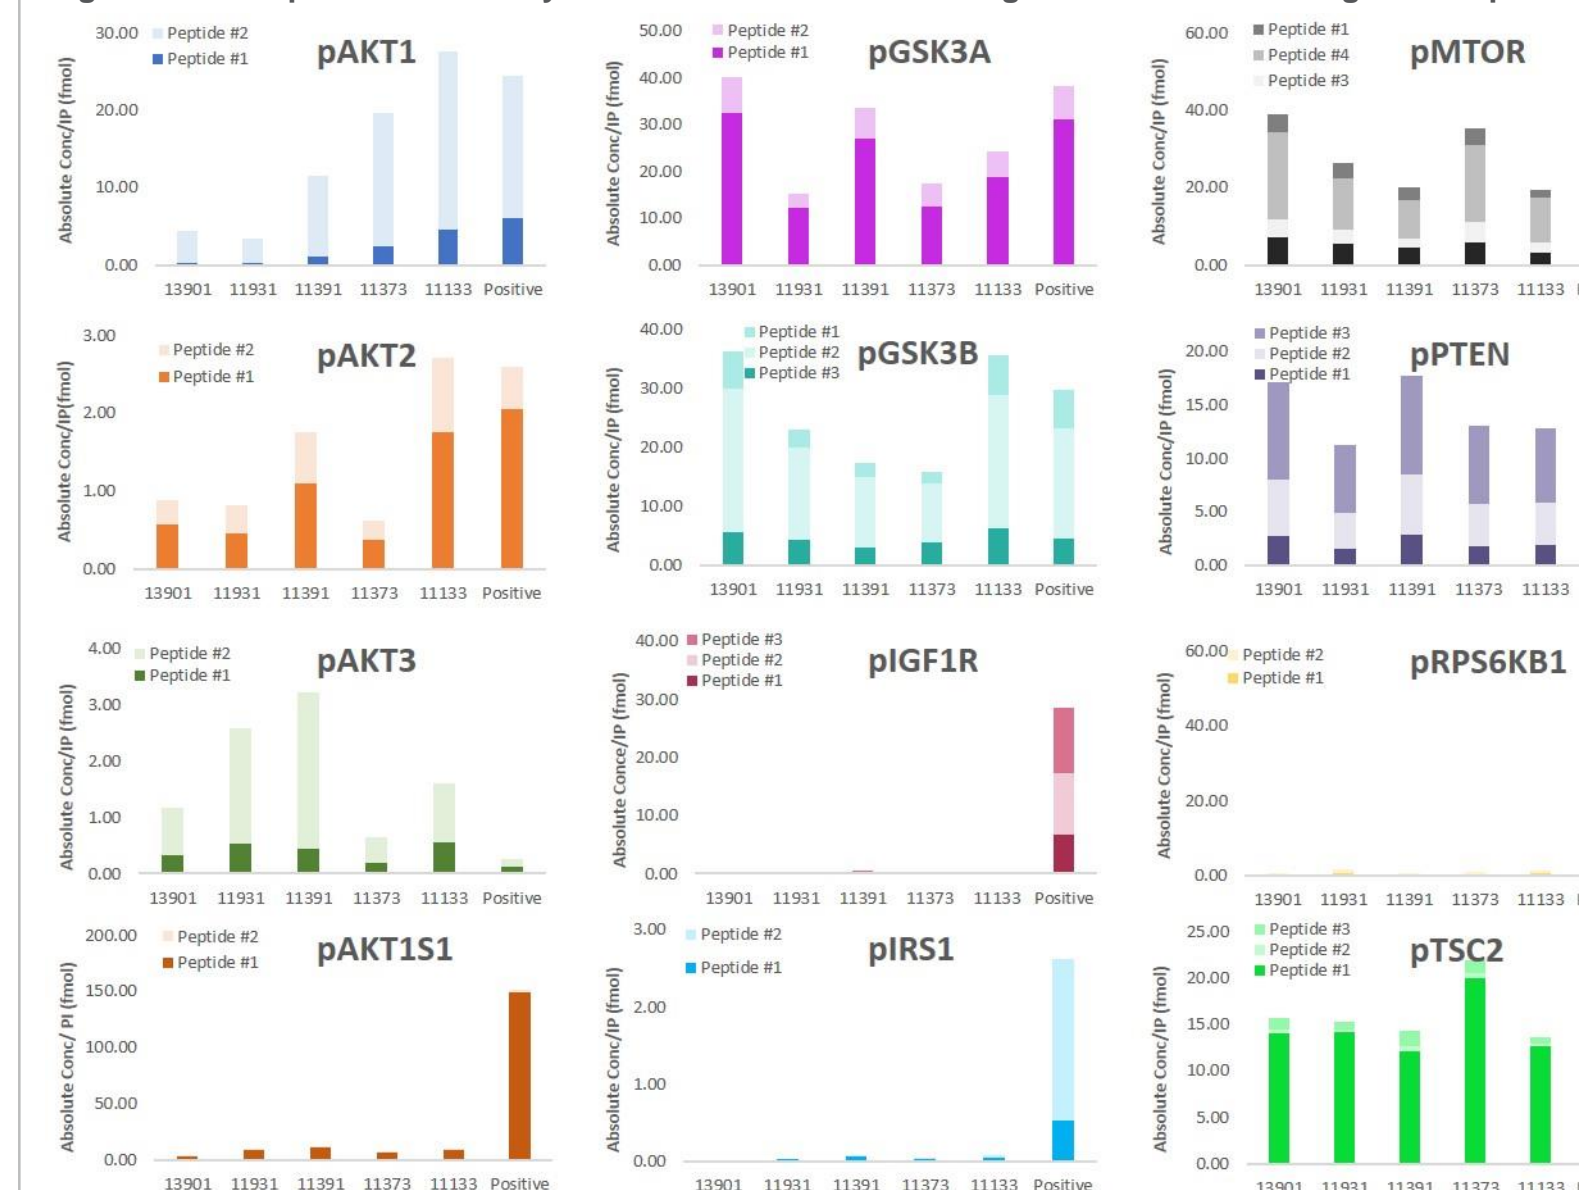 30.00
Peptide #2
Peptide #1
pAKT1
20.00
10.00
0.00
Absolute Conc/IP (fmol)
13901 11931 11391 11373 11133 Positive
50.00
Peptide #2
Peptide #1
pGSK3A
40.00
30.00
20.00
10.00
0.00
Absolute Conc/IP (fmol)
13901 11931 11391 11373 11133 Positive
60.00
Peptide #1
Peptide #4
Peptide #3
pMTOR
40.00
20.00
0.00
Absolute Conc/IP (fmol)
13901 11931 11391 11373 11133
3.00
Peptide #2
Peptide #1
pAKT2
2.00
1.00
0.00
Absolute Conc/IP(fmol)
13901 11931 11391 11373 11133 Positive
40.00
Peptide #1
Peptide #2
Peptide #3
pGSK3B
30.00
20.00
10.00
0.00
Absolute Conc/IP (fmol)
13901 11931 11391 11373 11133 Positive
Peptide #3
Peptide #2
Peptide #1
pPTEN
20.00
15.00
10.00
5.00
0.00
Absolute Conc/IP (fmol)
13901 11931 11391 11373 11133
4.00
Peptide #2
Peptide #1
pAKT3
3.00
2.00
1.00
0.00
Absolute Conc/IP (fmol)
13901 11931 11391 11373 11133 Positive
40.00
Peptide #3
Peptide #2
Peptide #1
pIGF1R
30.00
20.00
10.00
0.00
Absolute Conce/IP (fmol)
13901 11931 11391 11373 11133 Positive
60.00
Peptide #2
Peptide #1
pRPS6KB1
40.00
20.00
0.00
Absolute Conc/IP (fmol)
13901 11931 11391 11373 11133
200.00
Peptide #2
Peptide #1
pAKT1S1
150.00
100.00
50.00
0.00
Absolute Conc/ PI (fmol)
13901 11931 11391 11373 11133 Positive
3.00
Peptide #2
Peptide #1
pIRS1
2.00
1.00
0.00
Absolute Conc/IP (fmol)
13901 11931 11391 11373 11133 Positive
25.00
Peptide #3
Peptide #2
Peptide #1
pTSC2
20.00
15.00
10.00
5.00
0.00
Absolute Conc/IP (fmol)
13901 11931 11391 11373 11133